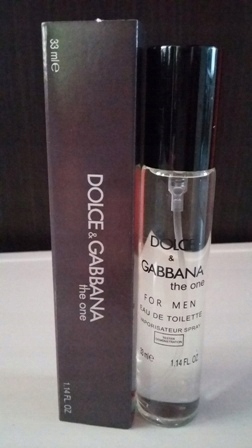 33 ml e
DOLCE & GABBANA
the one
1.14 FL. OZ
DOLCE
&
GABBANA
the one
FOR MEN
EAU DE TOILETTE
VAPORISATEUR SPRAY
1.14 FL. OZ